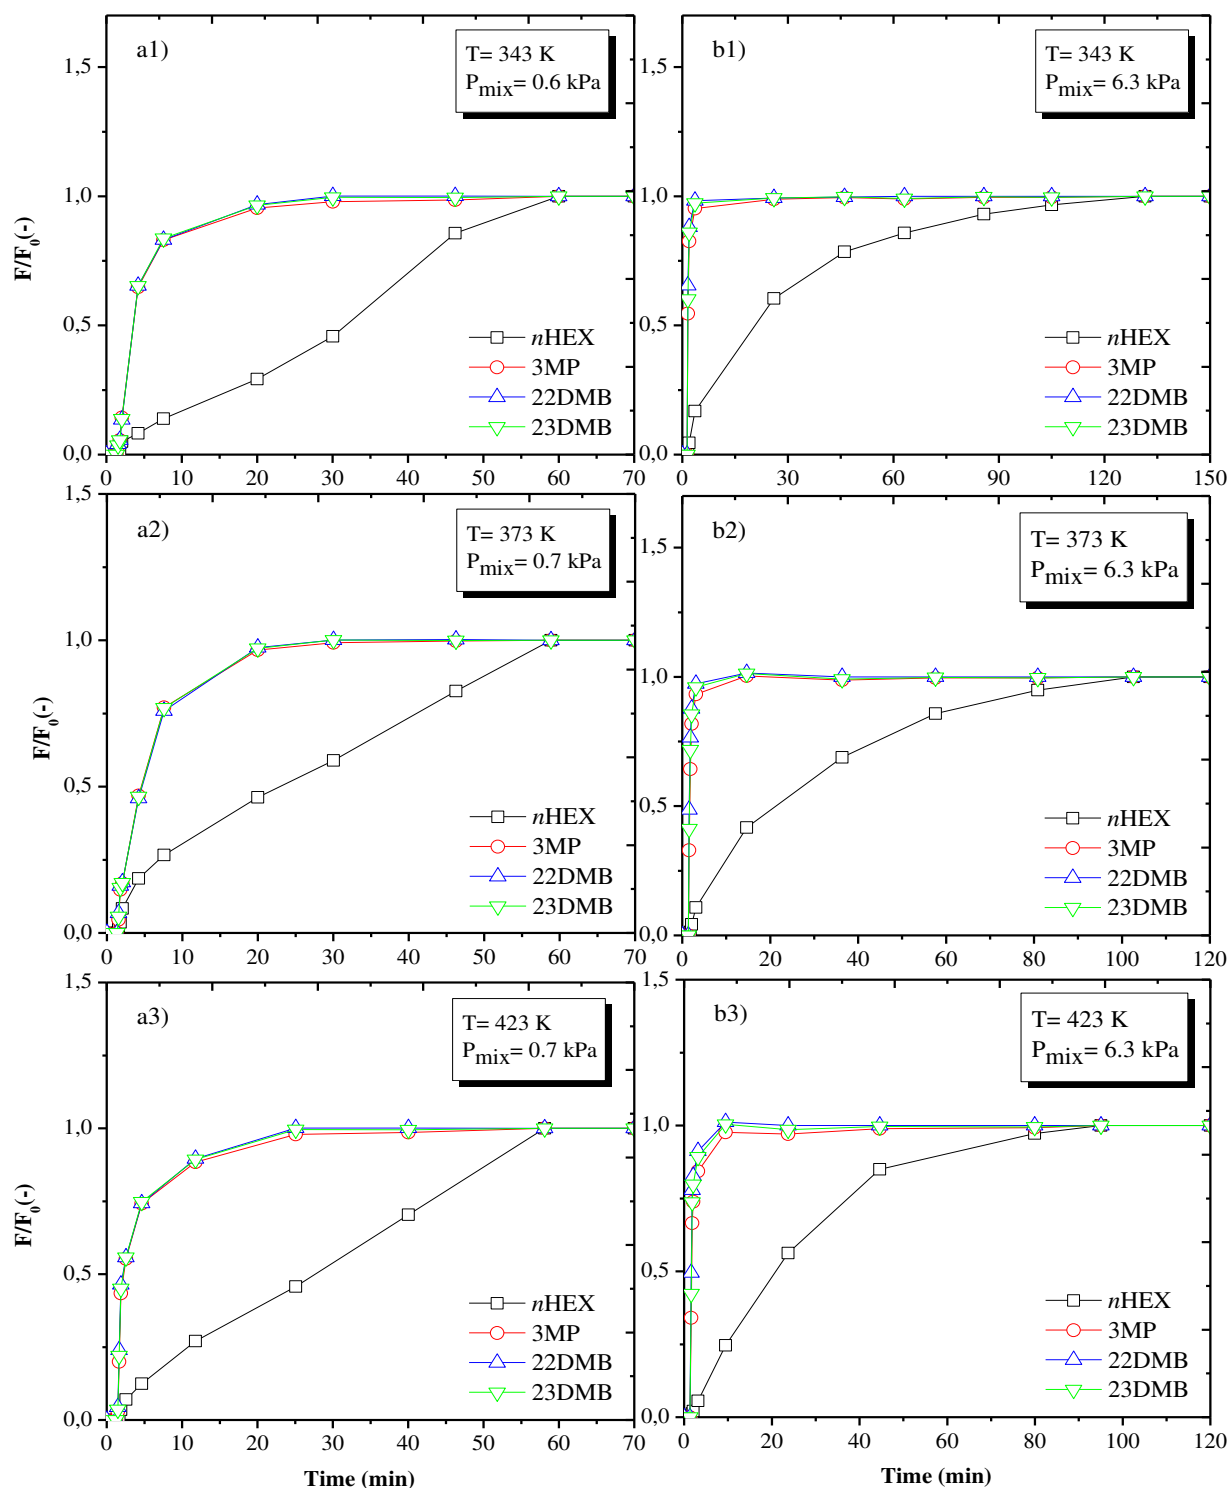 a1)
T= 343 K
Pmix= 0.6 kPa
1,5
1,0
0,5
0,0
F/F0(-)
nHEX
3MP
22DMB
23DMB
0 10 20 30 40 50 60 70
b1)
T= 343 K
Pmix= 6.3 kPa
1,5
1,0
0,5
0,0
nHEX
3MP
22DMB
23DMB
0 30 60 90 120 150
a2)
T= 373 K
Pmix= 0.7 kPa
1,5
1,0
0,5
0,0
F/F0(-)
nHEX
3MP
22DMB
23DMB
0 10 20 30 40 50 60 70
b2)
T= 373 K
Pmix= 6.3 kPa
1,5
1,0
0,5
0,0
nHEX
3MP
22DMB
23DMB
0 20 40 60 80 100 120
a3)
T= 423 K
Pmix= 0.7 kPa
1,5
1,0
0,5
0,0
F/F0(-)
nHEX
3MP
22DMB
23DMB
0 10 20 30 40 50 60 70
Time (min)
b3)
T= 423 K
Pmix= 6.3 kPa
1,5
1,0
0,5
0,0
nHEX
3MP
22DMB
23DMB
0 20 40 60 80 100 120
Time (min)